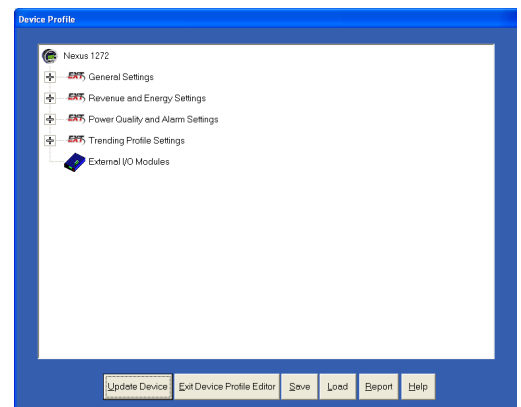 Device Profile
Nexus 1272
EXT General Settings
EXT Revenue and Energy Settings
EXT Power Quality and Alarm Settings
EXT Trending Profile Settings
External I/O Modules
Update Device Exit Device Profile Editor Save Load Report Help